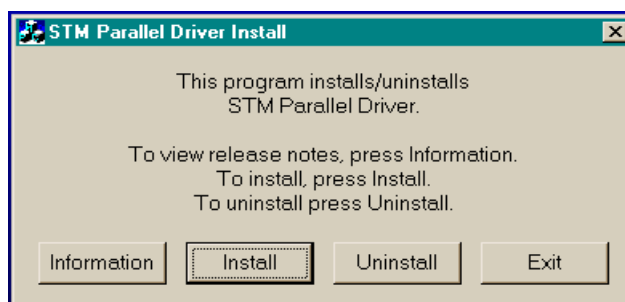 STM Parallel Driver Install
This program installs/uninstalls
STM Parallel Driver.
To view release notes, press Information.
To install, press Install.
To uninstall press Uninstall.
Information Install Uninstall Exit